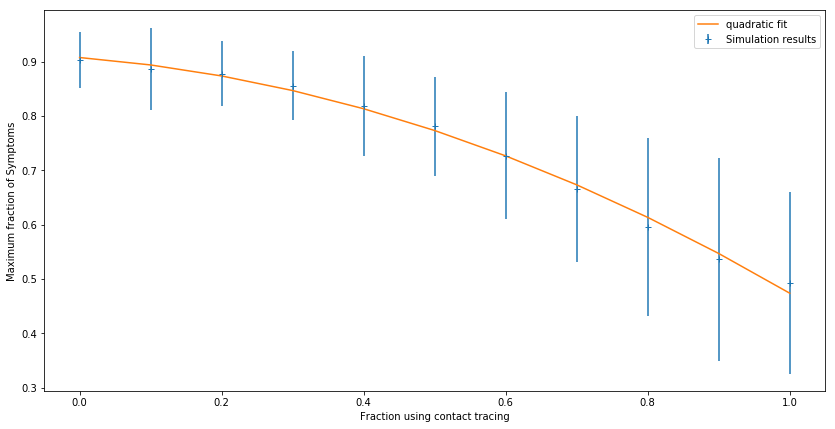 quadratic fit
Simulation results
Maximum fraction of Symptoms
0.9
0.8
0.7
0.6
0.5
0.4
0.3
0.0 0.2 0.4 0.6 0.8 1.0
Fraction using contact tracing